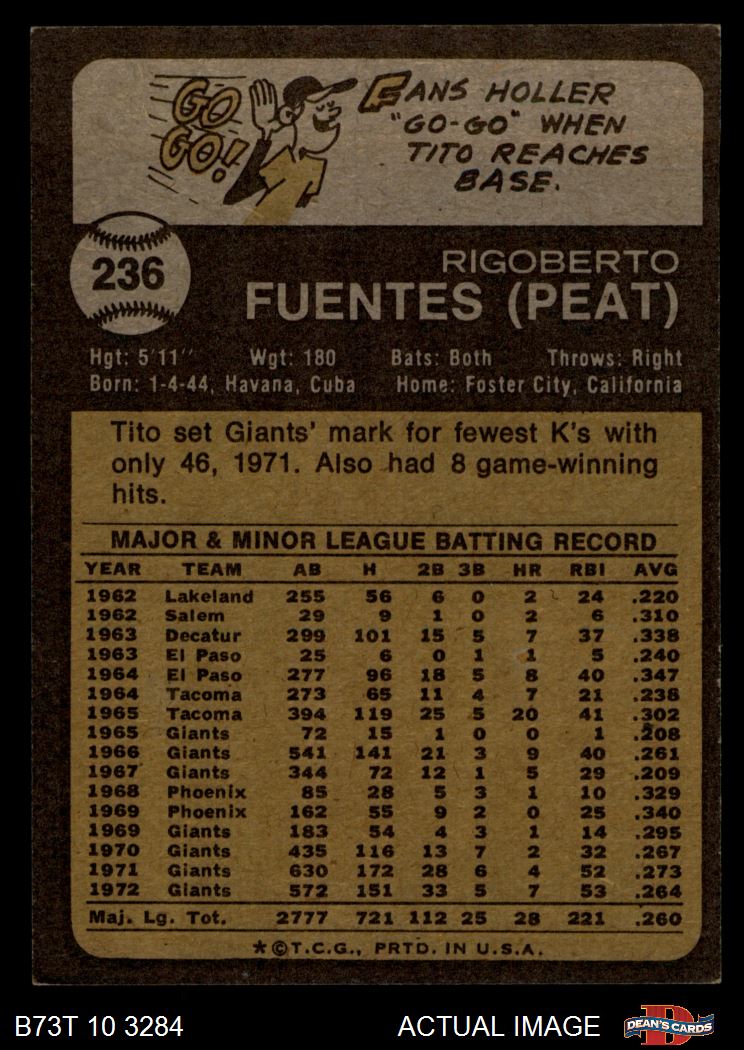 GO
GO!
FANS HOLLER
"GO-GO" WHEN
TITO REACHES
BASE.
236
RIGOBERTO
FUENTES (PEAT)
Hgt: 5'11" Wgt: 180 Bats: Both Throws: Right
Born: 1-4-44, Havana, Cuba Home: Foster City, California
Tito set Giants' mark for fewest K's with
only 46, 1971. Also had 8 game-winning
hits.
MAJOR & MINOR LEAGUE BATTING RECORD
YEAR TEAM AB H 2B 3B HR RBI AVG
1962 Lakeland 255 56 6 0 2 24 .220
1962 Salem 29 9 1 0 2 6 .310
1963 Decatur 299 101 15 5 7 37 .338
1963 El Paso 25 6 0 1 1 5 .240
1964 El Paso 277 96 18 5 8 40 .347
1964 Tacoma 273 65 11 4 7 21 .238
1965 Tacoma 394 119 25 5 20 41 .302
1965 Giants 72 15 1 0 0 1 .208
1966 Giants 541 141 21 3 9 40 .261
1967 Giants 344 72 12 1 5 29 .209
1968 Phoenix 85 28 5 3 1 10 .329
1969 Phoenix 162 55 9 2 0 25 .340
1969 Giants 183 54 4 3 1 14 .295
1970 Giants 435 116 13 7 2 32 .267
1971 Giants 630 172 28 6 4 52 .273
1972 Giants 572 151 33 5 7 53 .264
Maj. Lg. Tot. 2777 721 112 25 28 221 .260
*©T.C.G., PRTD. IN U.S.A.
B73T 10 3284 ACTUAL IMAGE DEAN'S CARDS